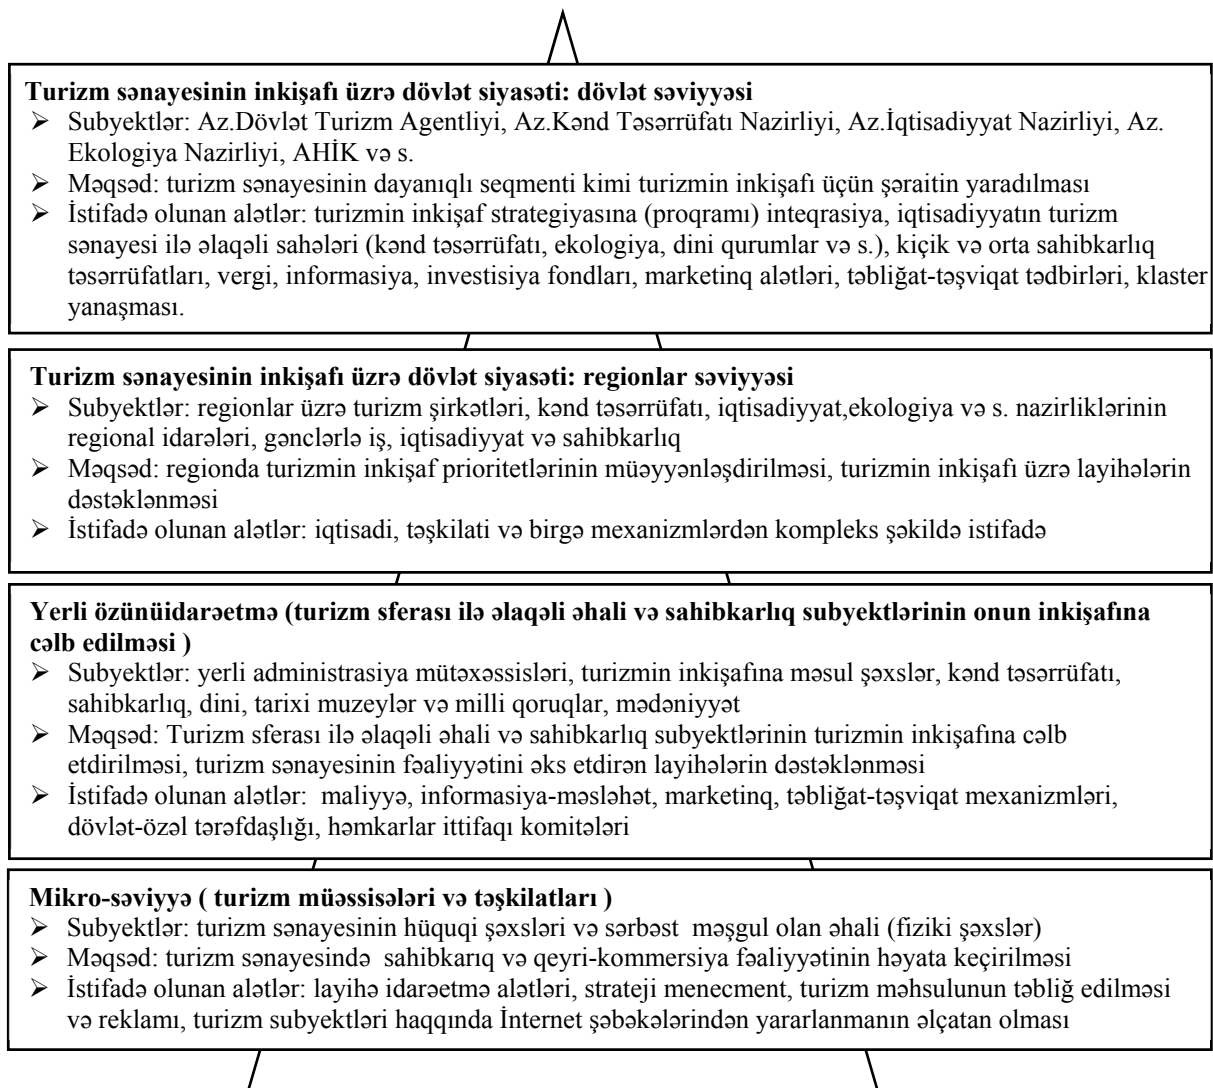 Turizm sənayesinin inkişafı üzrə dövlət siyasəti: dövlət səviyyəsi
➢ Subyektlər: Az.Dövlət Turizm Agentliyi, Az.Kənd Təsərrüfatı Nazirliyi, Az.İqtisadiyyat Nazirliyi, Az.
Ekologiya Nazirliyi, AHİK və s.
➢ Məqsəd: turizm sənayesinin dayanıqlı seqmenti kimi turizmin inkişafı üçün şəraitin yaradılması
➢ İstifadə olunan alətlər: turizmin inkişaf strategiyasına (proqramı) inteqrasiya, iqtisadiyyatın turizm
sənayesi ilə əlaqəli sahələri (kənd təsərrüfatı, ekologiya, dini qurumlar və s.), kiçik və orta sahibkarlıq
təsərrüfatları, vergi, informasiya, investisiya fondları, marketinq alətləri, təbliğat-təşviqat tədbirləri, klaster
yanaşması.
Turizm sənayesinin inkişafı üzrə dövlət siyasəti: regionlar səviyyəsi
➢ Subyektlər: regionlar üzrə turizm şirkətləri, kənd təsərrüfatı, iqtisadiyyat,ekologiya və s. nazirliklərinin
regional idarələri, gənclərlə iş, iqtisadiyyat və sahibkarlıq
➢ Məqsəd: regionda turizmin inkişaf prioritetlərinin müəyyənləşdirilməsi, turizmin inkişafı üzrə layihələrin
dəstəklənməsi
➢ İstifadə olunan alətlər: iqtisadi, təşkilati və birgə mexanizmlərdən kompleks şəkildə istifadə
Yerli özünüidarəetmə (turizm sferası ilə əlaqəli əhali və sahibkarlıq subyektlərinin onun inkişafına
cəlb edilməsi )
➢ Subyektlər: yerli administrasiya mütəxəssisləri, turizmin inkişafına məsul şəxslər, kənd təsərrüfatı,
sahibkarlıq, dini, tarixi muzeylər və milli qoruqlar, mədəniyyət
➢ Məqsəd: Turizm sferası ilə əlaqəli əhali və sahibkarlıq subyektlərinin turizmin inkişafına cəlb
etdirilməsi, turizm sənayesinin fəaliyyətini əks etdirən layihələrin dəstəklənməsi
➢ İstifadə olunan alətlər: maliyyə, informasiya-məsləhət, marketinq, təbliğat-təşviqat mexanizmləri,
dövlət-özəl tərəfdaşlığı, həmkarlar ittifaqı komitələri
Mikro-səviyyə ( turizm müəssisələri və təşkilatları )
➢ Subyektlər: turizm sənayesinin hüquqi şəxsləri və sərbəst məşgul olan əhali (fiziki şəxslər)
➢ Məqsəd: turizm sənayesində sahibkarıq və qeyri-kommersiya fəaliyyətinin həyata keçirilməsi
➢ İstifadə olunan alətlər: layihə idarəetmə alətləri, strateji menecment, turizm məhsulunun təbliğ edilməsi
və reklamı, turizm subyektləri haqqında İnternet şəbəkələrindən yararlanmanın əlçatan olması